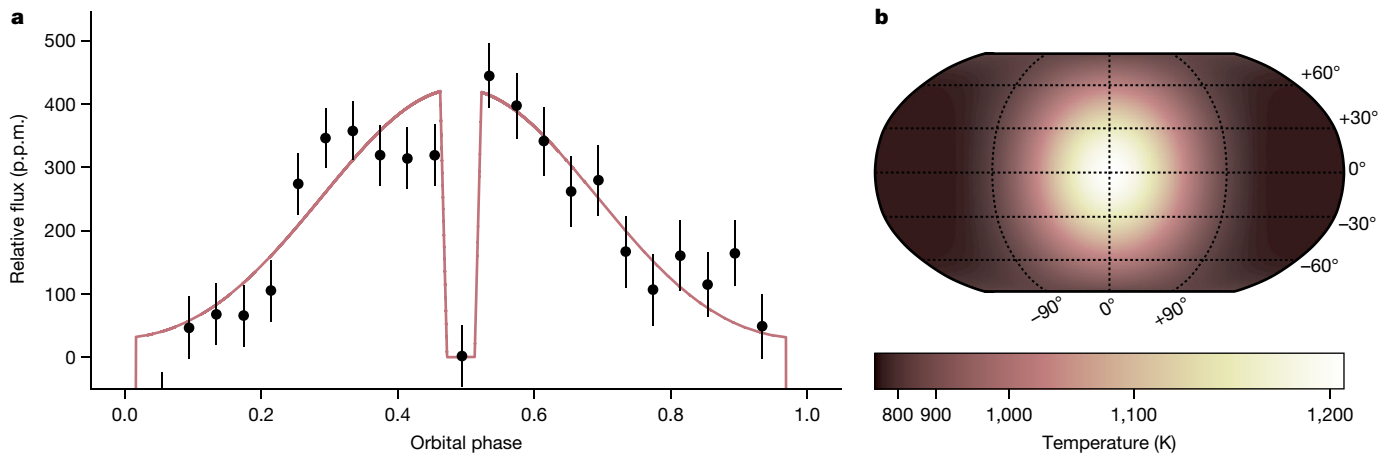 a
500
400
300
200
100
0
Relative flux (p.p.m.)
0.0 0.2 0.4 0.6 0.8 1.0
Orbital phase
b
+60°
+30°
0°
−30°
−60°
−90° 0° +90°
800 900 1,000 1,100 1,200
Temperature (K)